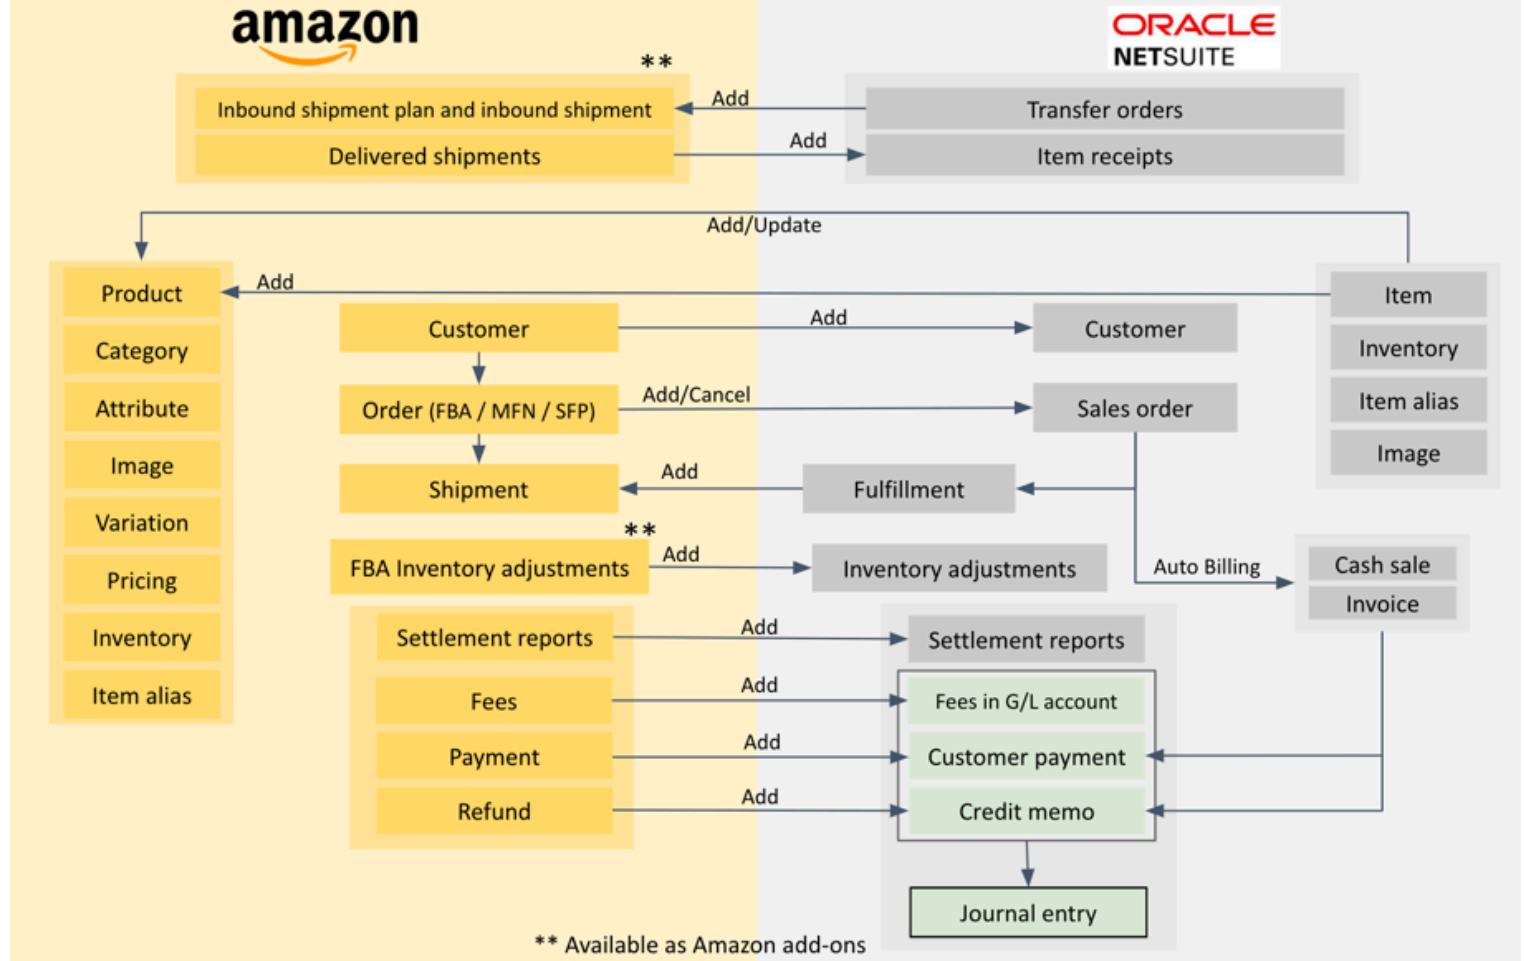 amazon
ORACLE
NETSUITE
**
Inbound shipment plan and inbound shipment
Add
Transfer orders
Delivered shipments
Add
Item receipts
Add/Update
Product
Add
Item
Customer
Add
Customer
Inventory
Category
Order (FBA / MFN / SFP)
Add/Cancel
Sales order
Item alias
Attribute
Image
Image
Shipment
Add
Fulfillment
Variation
**
FBA Inventory adjustments
Add
Inventory adjustments
Auto Billing
Cash sale
Invoice
Pricing
Inventory
Item alias
Settlement reports
Add
Settlement reports
Fees
Add
Fees in G/L account
Payment
Add
Customer payment
Refund
Add
Credit memo
Journal entry
** Available as Amazon add-ons